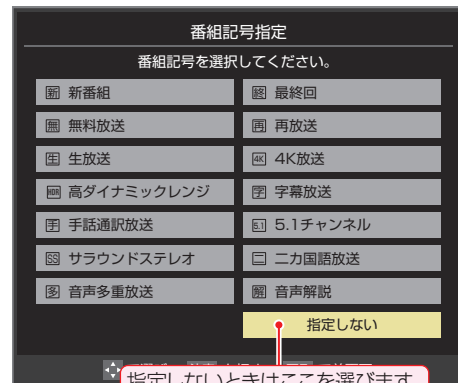 番組記号指定
番組記号を選択してください。
新 新番組
終 最終回
無 無料放送
再 再放送
生 生放送
4K 4K放送
HDR 高ダイナミックレンジ
字 字幕放送
手 手話通訳放送
5.1 5.1チャンネル
SS サラウンドステレオ
二 二カ国語放送
多 音声多重放送
解 音声解説
指定しない
指定しないときはここを選びます